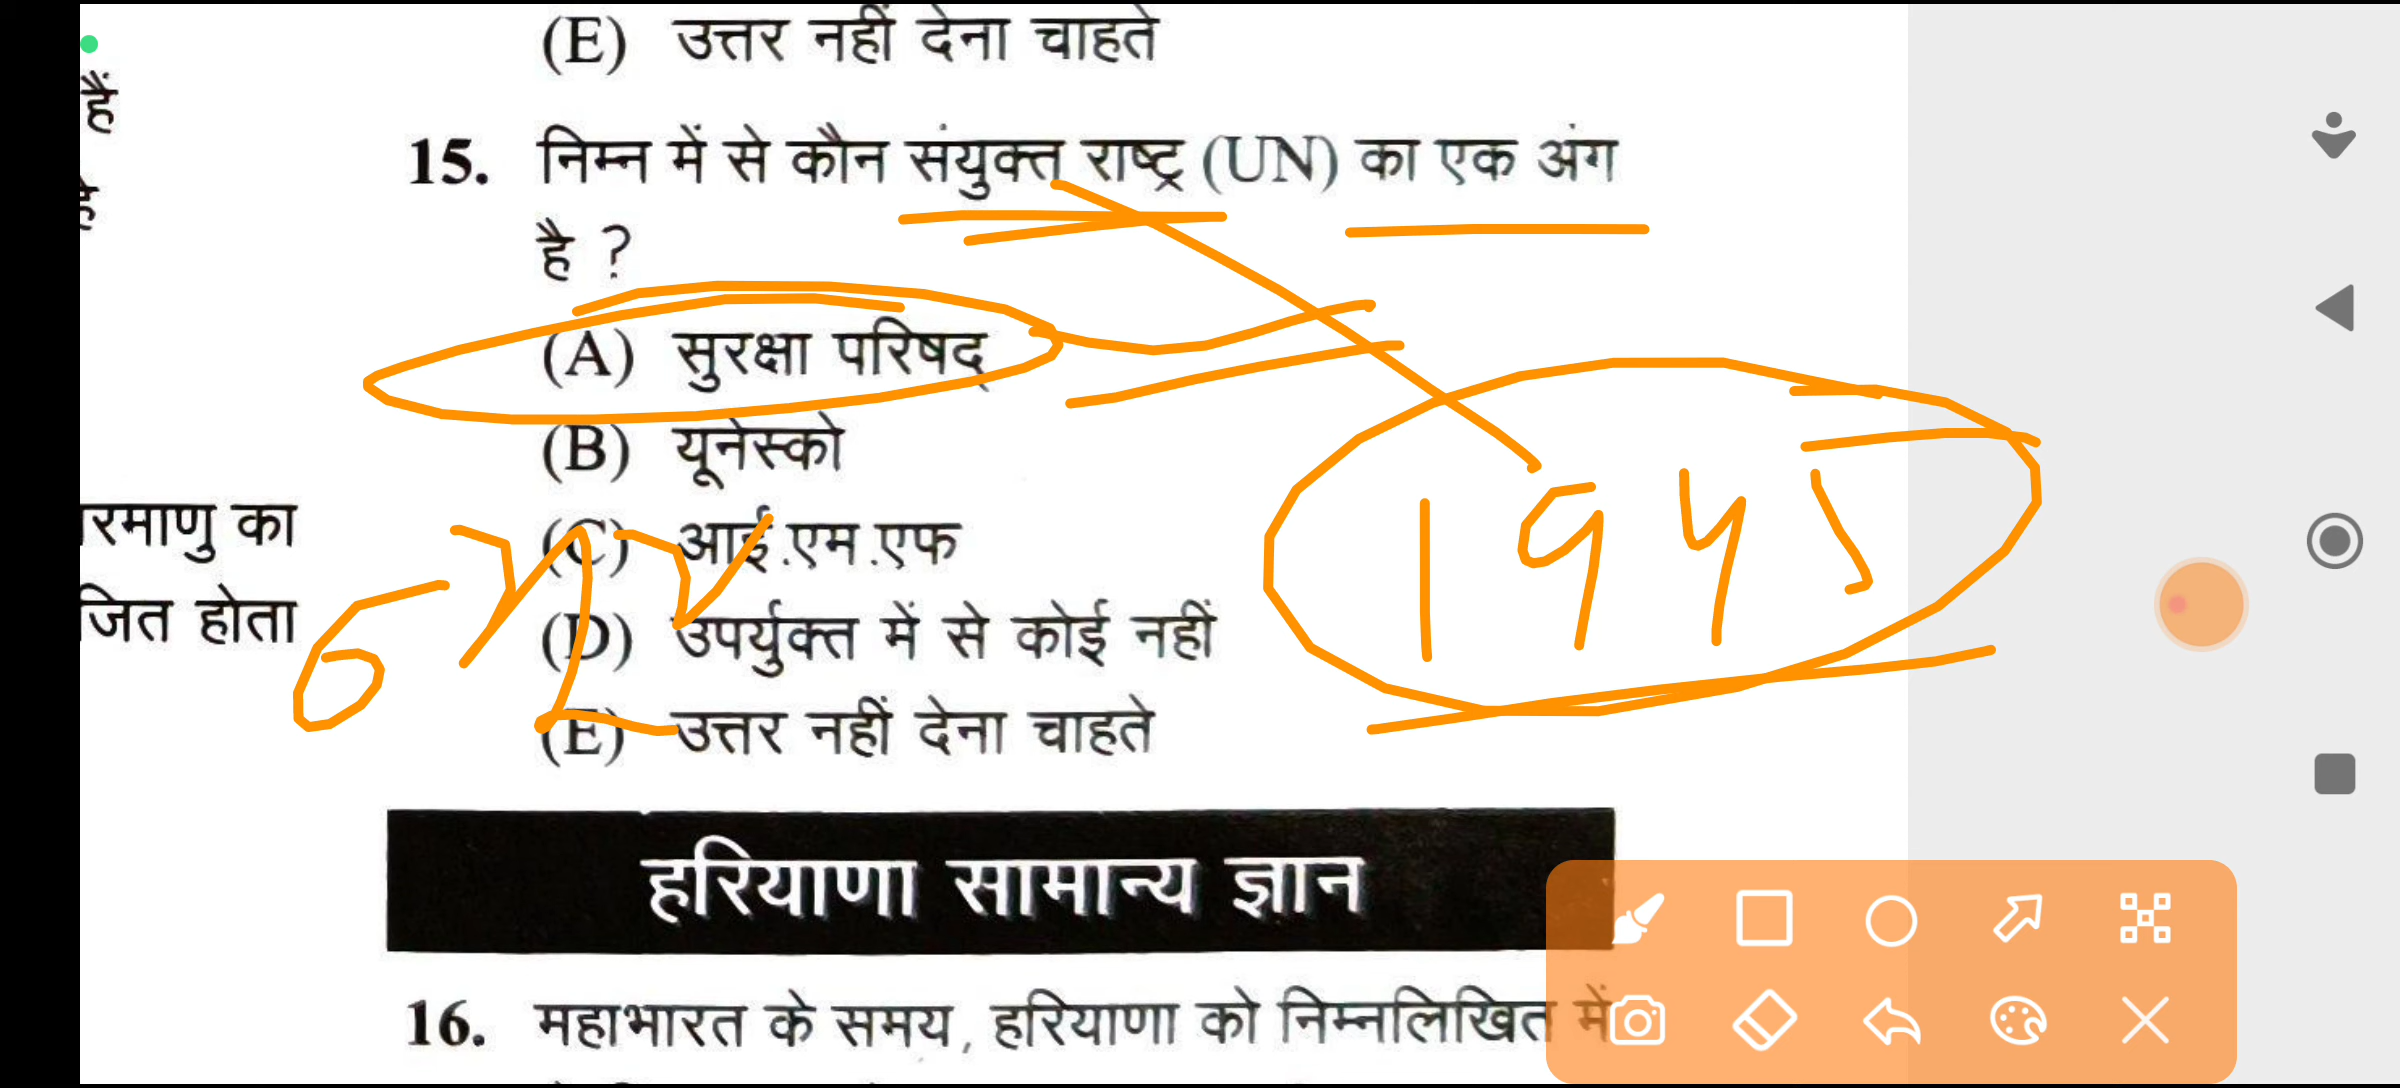 (E) उत्तर नहीं देना चाहते
हैं
15. निम्न में से कौन संयुक्त राष्ट्र (UN) का एक अंग
है ?
(A) सुरक्षा परिषद्
(B) यूनेस्को
(C) आई.एम.एफ
रमाणु का
(D) उपर्युक्त में से कोई नहीं
जित होता
(E) उत्तर नहीं देना चाहते
1945
हरियाणा सामान्य ज्ञान
16. महाभारत के समय, हरियाणा को निम्नलिखित में